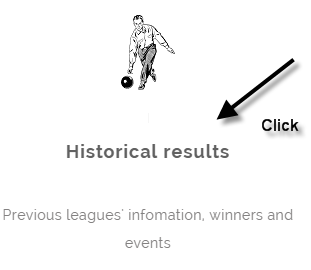 Click
Historical results
Previous leagues' infomation, winners and
events